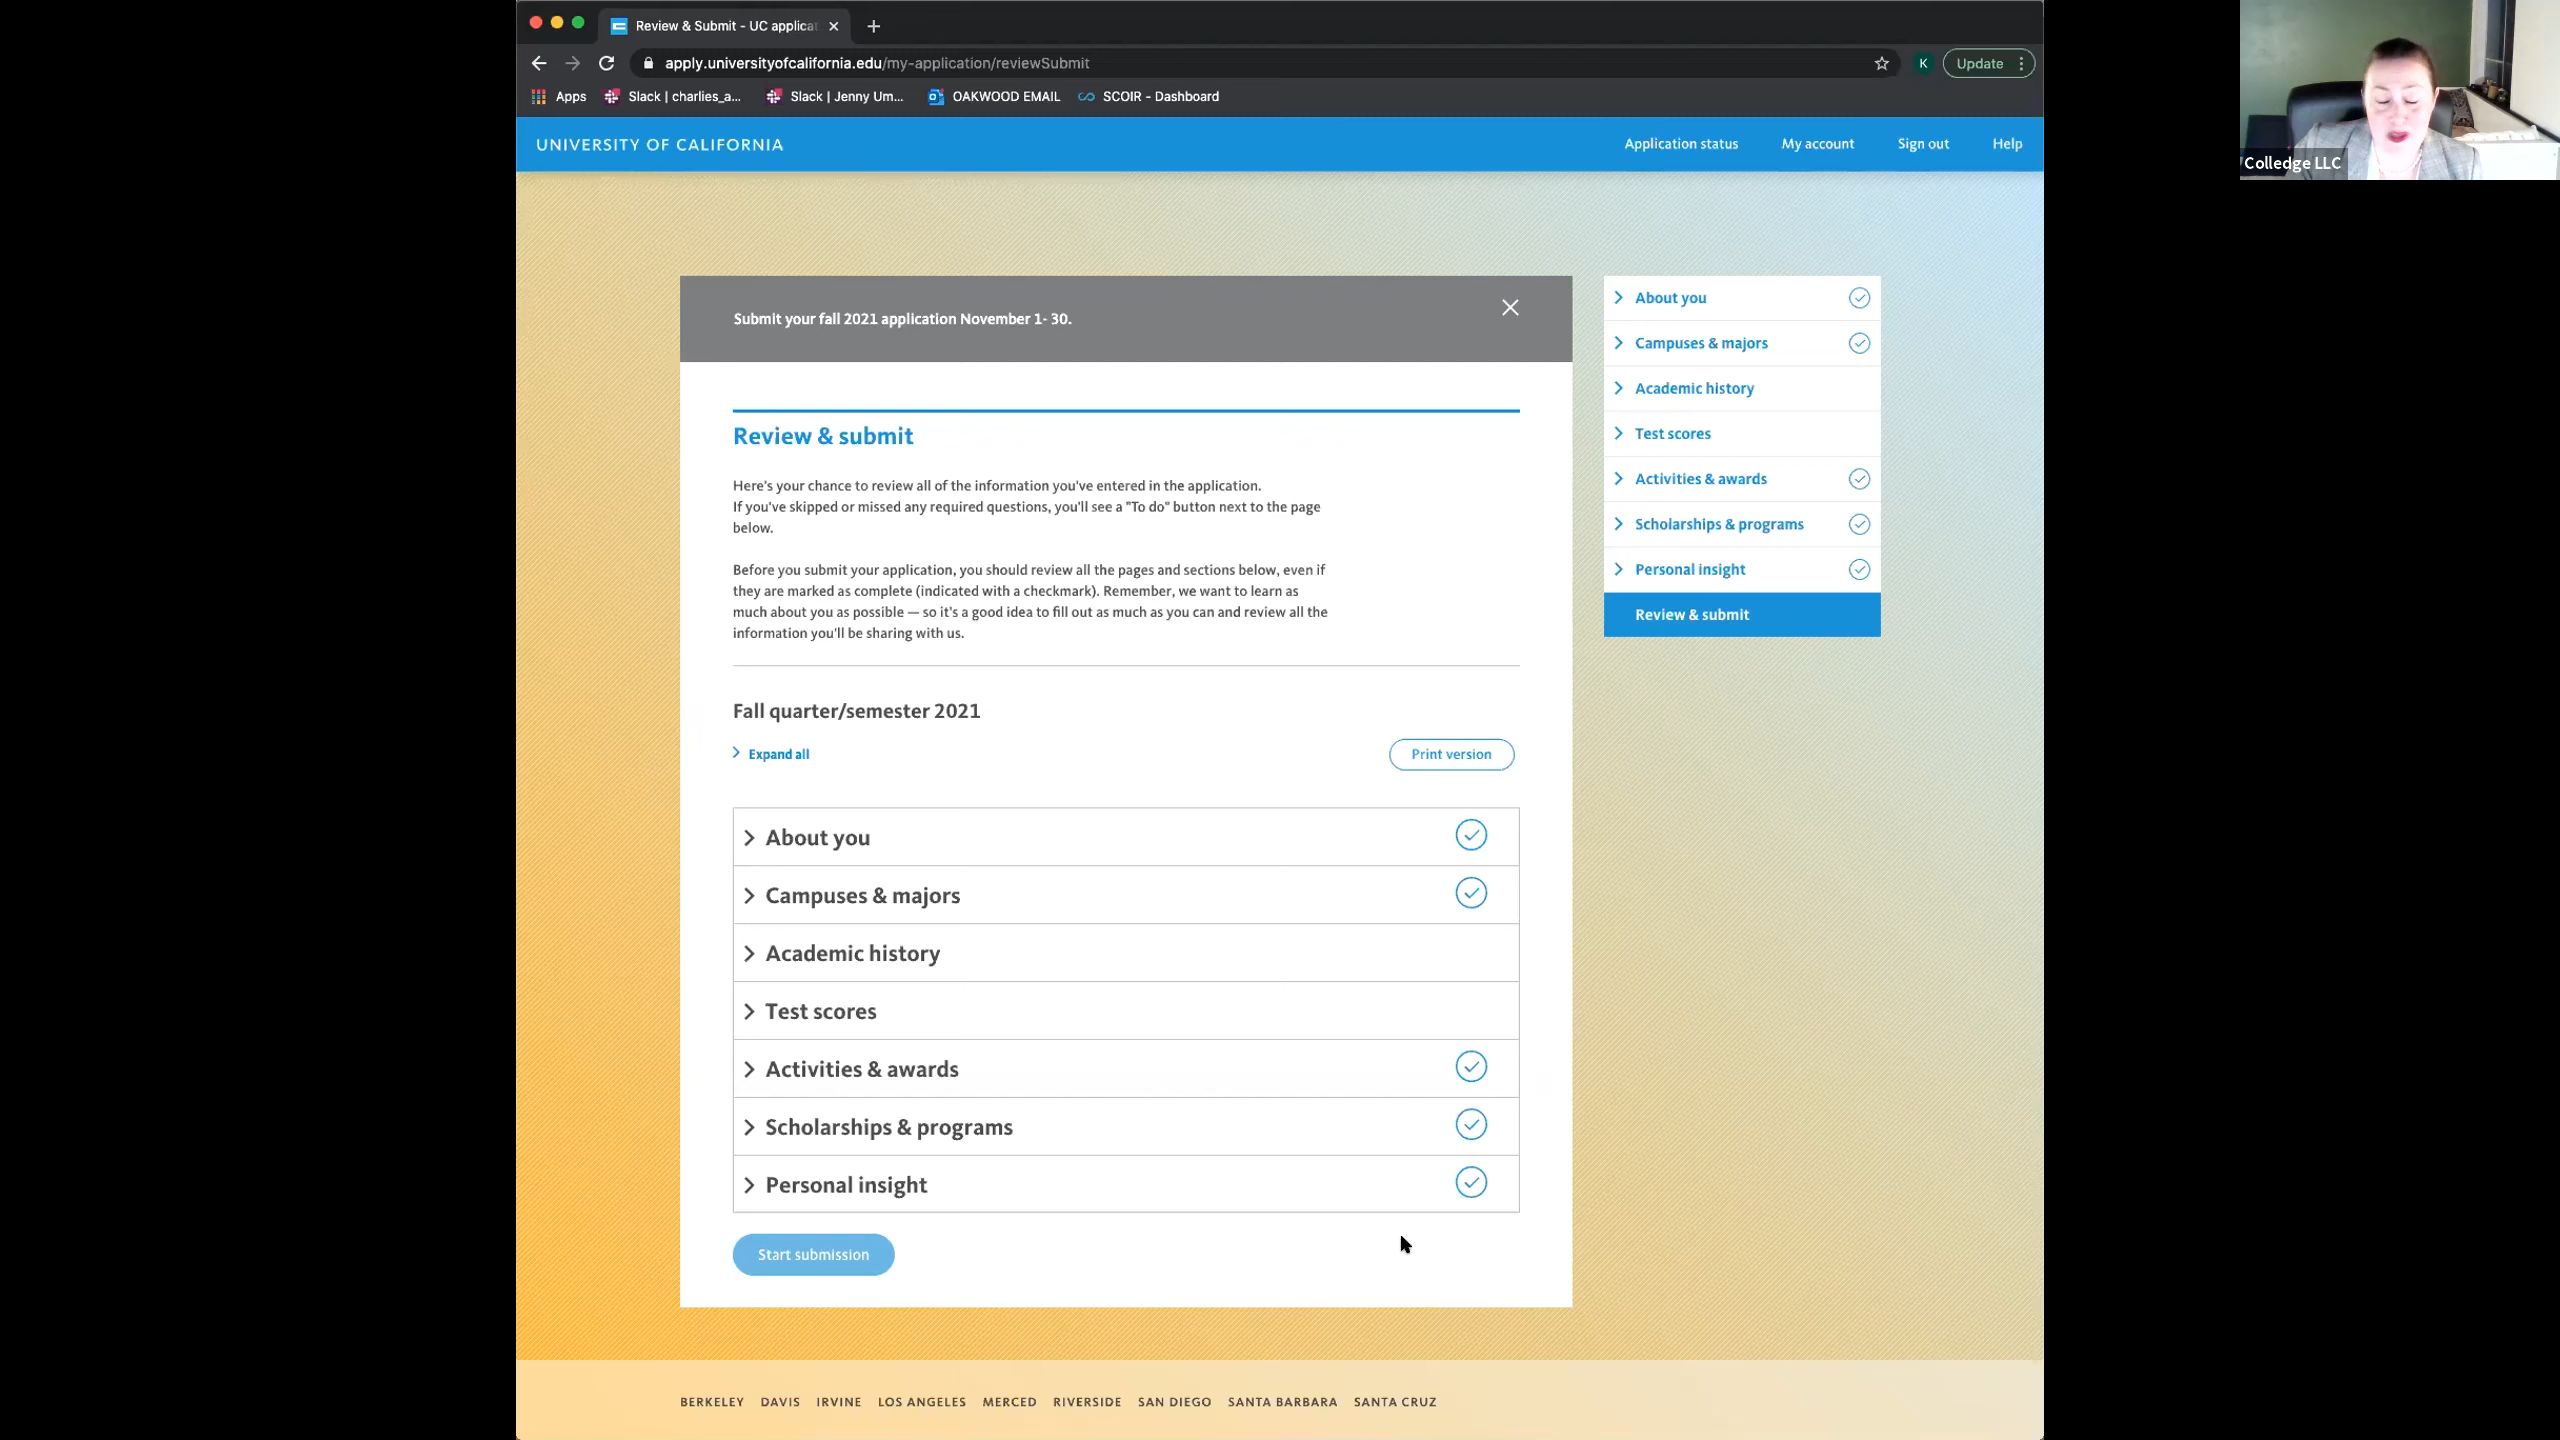 Review & Submit - UC applica
apply.universityofcalifornia.edu/my-application/reviewSubmit
K
Update
Apps
Slack | charlies_a...
Slack | Jenny Um...
OAKWOOD EMAIL
SCOIR - Dashboard
UNIVERSITY OF CALIFORNIA
Application status
My account
Sign out
Help
Colledge LLC
Submit your fall 2021 application November 1- 30.
Review & submit
Here's your chance to review all of the information you've entered in the application.
If you've skipped or missed any required questions, you'll see a "To do" button next to the page
below.
Before you submit your application, you should review all the pages and sections below, even if
they are marked as complete (indicated with a checkmark). Remember, we want to learn as
much about you as possible — so it's a good idea to fill out as much as you can and review all the
information you'll be sharing with us.
Fall quarter/semester 2021
Expand all
Print version
About you
Campuses & majors
Academic history
Test scores
Activities & awards
Scholarships & programs
Personal insight
Start submission
About you
Campuses & majors
Academic history
Test scores
Activities & awards
Scholarships & programs
Personal insight
Review & submit
BERKELEY DAVIS IRVINE LOS ANGELES MERCED RIVERSIDE SAN DIEGO SANTA BARBARA SANTA CRUZ